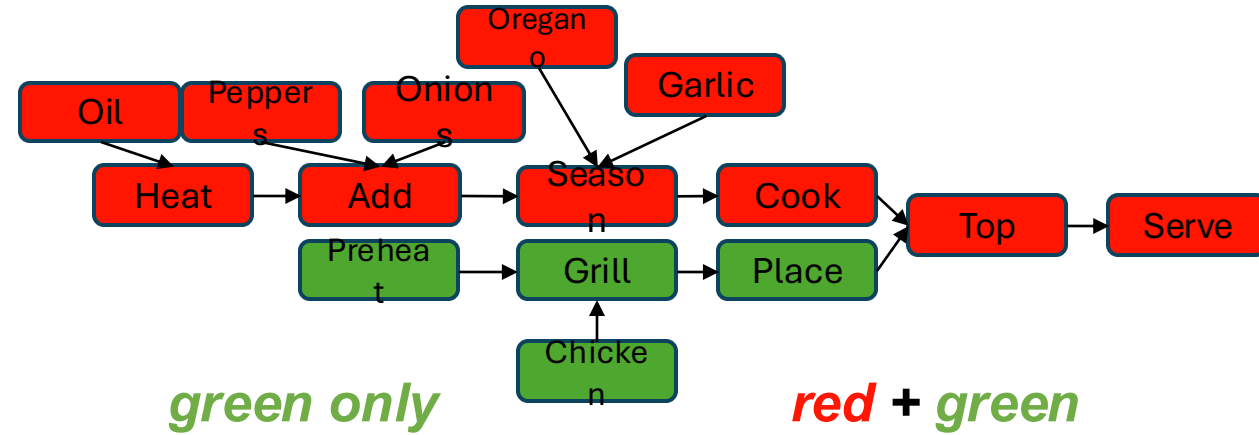 Oregan
o
Garlic
Oil
Pepper
s
Onion
s
Heat
Add
Seaso
n
Cook
Top
Serve
Prehea
t
Grill
Place
Chicke
n
green only
red + green